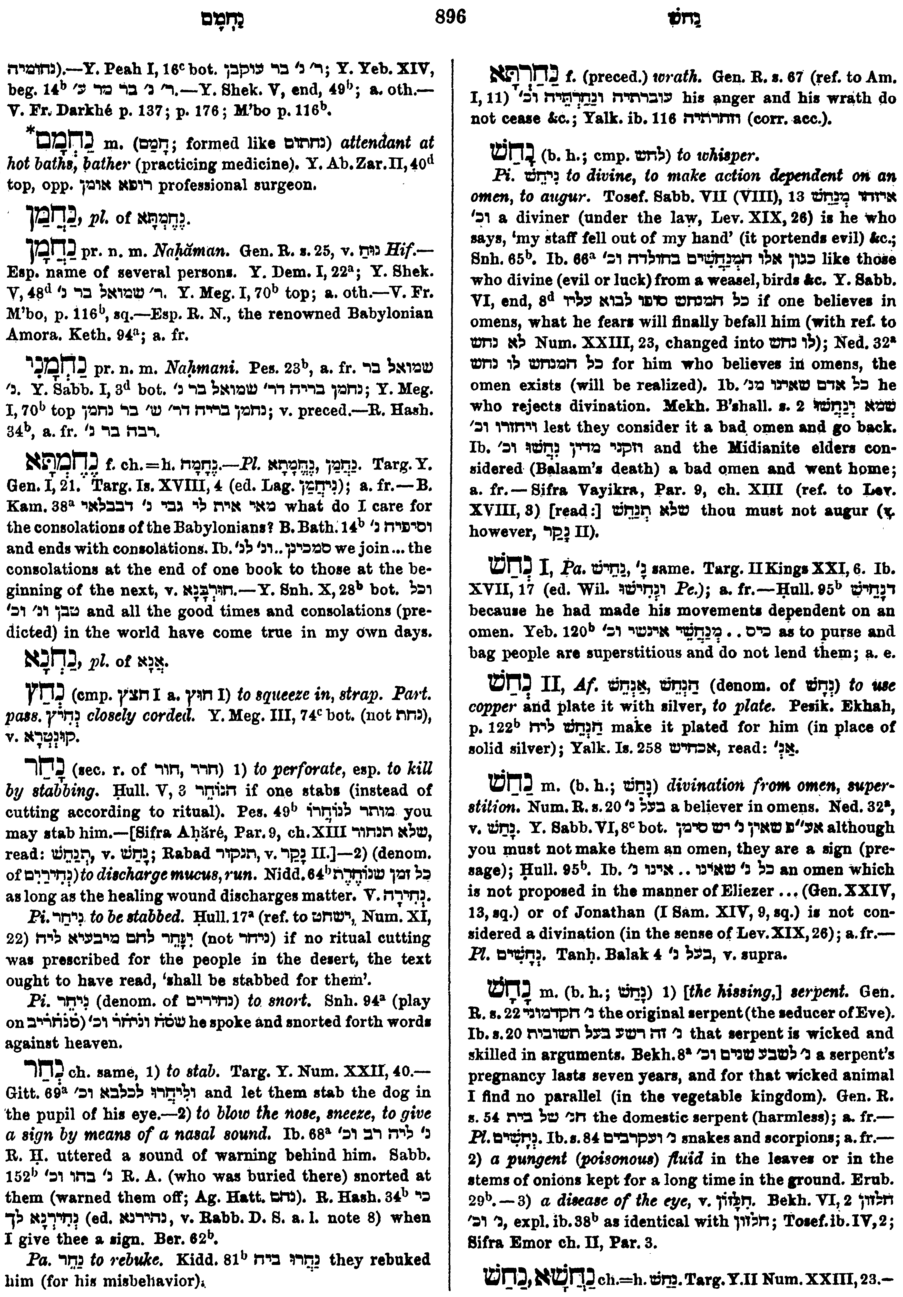 נַחְמָם
896
נַחַשׁ
נחומיה).—Y. Peah I, 16ᶜ bot. ר' נ' בר עוקבן; Y. Yeb. XIV,
beg. 14ᵇ ר' נ' בר מר ע'.—Y. Shek. V, end, 49ᵇ; a. oth.—
V. Fr. Darkhé p. 137; p. 176; M'bo p. 116ᵇ.
*נַחְמָם m. (חָמַם; formed like נחתום) attendant at
hot baths, bather (practicing medicine). Y. Ab. Zar. II, 40ᵈ
top, opp. רופא אומן professional surgeon.
נֶחֱמָן, pl. of נֶחֱמְתָּא.
נַחְמָן pr. n. m. Naḥăman. Gen. R. s. 25, v. נוּחַ Hif.—
Esp. name of several persons. Y. Dem. I, 22ᵃ; Y. Shek.
V, 48ᵈ ר' שמואל בר נ'. Y. Meg. I, 70ᵇ top; a. oth.—V. Fr.
M'bo, p. 116ᵇ, sq.—Esp. R. N., the renowned Babylonian
Amora. Keth. 94ᵃ; a. fr.
נַחְמָנִי pr. n. m. Naḥmani. Pes. 23ᵇ, a. fr. שמואל בר
נ'. Y. Sabb. I, 3ᵈ bot. נחמן בריה דר' שמואל בר נ'; Y. Meg.
I, 70ᵇ top נחמן בריה דר' ש' בר נחמן; v. preced.—R. Hash.
34ᵇ, a. fr. רבה בר נ'.
נֶחֱמְתָּא f. ch.=h. נֶחָמָה.—Pl. נֶחֱמָן, נֶחֱמָתָא. Targ. Y.
Gen. I, 21. Targ. Is. XVIII, 4 (ed. Lag. נִיחָן); a. fr.—B.
Kam. 38ᵃ מאי אית לי גבי נ' דבבלאי what do I care for
the consolations of the Babylonians? B. Bath. 14ᵇ וסיפיה נ'
and ends with consolations. Ib. סמכינן..ונ' לנ' we join ... the
consolations at the end of one book to those at the be-
ginning of the next, v. חוּרְבָּנָא.—Y. Snh. X, 28ᵇ bot. וכל
טבן ונ' וכ' and all the good times and consolations (pre-
dicted) in the world have come true in my own days.
נַחְנָא, pl. of אֲנָא.
נָחַץ (cmp. חצץ I a. חוץ I) to squeeze in, strap. Part.
pass. נָחִיץ closely corded. Y. Meg. III, 74ᶜ bot. (not נחת),
v. קוּנְטְרָא.
נָחַר (sec. r. of חרר, חור) 1) to perforate, esp. to kill
by stabbing. Ḥull. V, 3 הנוֹחֵר if one stabs (instead of
cutting according to ritual). Pes. 49ᵇ מותר לנוֹחֲרוֹ you
may stab him.—[Sifra Aḥăré, Par. 9, ch. XIII שלא תנחור,
read: תְנַחֵשׁ, v. נָחַשׁ; Rabad תנקור, v. נָקַר II.]—2) (denom.
of נְחִירַיִם) to discharge mucus, run. Nidd. 64ᵇ כל זמן שנוֹחֶרֶת
as long as the healing wound discharges matter. V. נְחִירָה.
Pi. נִיחַר to be stabbed. Ḥull. 17ᵃ (ref. to ישחט, Num. XI,
22) יִנָּחֵר להם מיבעיא ליה (not ניחר) if no ritual cutting
was prescribed for the people in the desert, the text
ought to have read, 'shall be stabbed for them'.
Pi. נִיחֵר (denom. of נחירים) to snort. Snh. 94ᵃ (play
on סנחריב) שסח וניחר וכ' he spoke and snorted forth words
against heaven.
נְחַר ch. same, 1) to stab. Targ. Y. Num. XXII, 40.—
Gitt. 69ᵃ ולִיחֲרוּ לכלבא וכ' and let them stab the dog in
the pupil of his eye.—2) to blow the nose, sneeze, to give
a sign by means of a nasal sound. Ib. 68ᵃ נ' ליה רב וכ'
R. Ḥ. uttered a sound of warning behind him. Sabb.
152ᵇ נ' בהו וכ' R. A. (who was buried there) snorted at
them (warned them off; Ag. Hatt. נחם). R. Hash. 34ᵇ כי
נָחֵירְנָא לך (ed. נחירנא, v. Rabb. D. S. a. l. note 8) when
I give thee a sign. Ber. 62ᵇ.
Pa. נַחַר to rebuke. Kidd. 81ᵇ נַחֲרוּ ביה they rebuked
him (for his misbehavior).
נַחֲרְתָּא f. (preced.) wrath. Gen. R. s. 67 (ref. to Am.
I, 11) עוברתיה ונַחֲרְתֵּיה וכ' his anger and his wrath do
not cease &c.; Yalk. ib. 116 וחרתיה (corr. acc.).
נָחַשׁ (b. h.; cmp. לחש) to whisper.
Pi. נִיחֵשׁ to divine, to make action dependent on an
omen, to augur. Tosef. Sabb. VII (VIII), 13 איזהו מְנַחֵשׁ
וכ' a diviner (under the law, Lev. XIX, 26) is he who
says, 'my staff fell out of my hand' (it portends evil) &c.;
Snh. 65ᵇ. Ib. 66ᵃ כגון אלו המְנַחֲשִׁים בחולדה וכ' like those
who divine (evil or luck) from a weasel, birds &c. Y. Sabb.
VI, end, 8ᵈ כל המנחש סופו לבוא עליו if one believes in
omens, what he fears will finally befall him (with ref. to
לא נחש Num. XXIII, 23, changed into לו נחש); Ned. 32ᵃ
כל המנחש לו נחש for him who believes in omens, the
omen exists (will be realized). Ib. כל אדם שאינו מנ' he
who rejects divination. Mekh. B'shall. s. 2 שמא יְנַחֲשׁוּ
ויחזרו וכ' lest they consider it a bad omen and go back.
Ib. וזקני מדין נִחֲשׁוּ וכ' and the Midianite elders con-
sidered (Balaam's death) a bad omen and went home;
a. fr.—Sifra Vayikra, Par. 9, ch. XIII (ref. to Lev.
XVIII, 3) [read:] שלא תְנַחֵשׁ thou must not augur (v.
however, נָקַר II).
נְחַשׁ I, Pa. נַחֵישׁ, נ' same. Targ. II Kings XXI, 6. Ib.
XVII, 17 (ed. Wil. וּנְחִישׁוּ Pe.); a. fr.—Ḥull. 95ᵇ דנַחֵישׁ
because he had made his movements dependent on an
omen. Yeb. 120ᵇ כיס .. מְנַחֲשֵׁי אינשי וכ' as to purse and
bag people are superstitious and do not lend them; a. e.
נְחַשׁ II, Af. אַנְחֵשׁ, הַנְחֵשׁ (denom. of נָחָשׁ) to use
copper and plate it with silver, to plate. Pesik. Ekhah,
p. 122ᵇ הַנְחֵשׁ ליה make it plated for him (in place of
solid silver); Yalk. Is. 258 אכחיש, read: אַנְ'.
נַחַשׁ m. (b. h.; נָחַשׁ) divination from omen, super-
stition. Num. R. s. 20 בעל נ' a believer in omens. Ned. 32ᵃ,
v. נָחַשׁ. Y. Sabb. VI, 8ᶜ bot. אע״פ שאין נ' יש סימן although
you must not make them an omen, they are a sign (pre-
sage); Ḥull. 95ᵇ. Ib. כל נ' שאינו .. אינו נ' an omen which
is not proposed in the manner of Eliezer ... (Gen. XXIV,
13, sq.) or of Jonathan (I Sam. XIV, 9, sq.) is not con-
sidered a divination (in the sense of Lev. XIX, 26); a. fr.—
Pl. נְחָשִׁים. Tanḥ. Balak 4 בעל נ', v. supra.
נָחָשׁ m. (b. h.; נָחַשׁ) 1) [the hissing,] serpent. Gen.
R. s. 22 נ' הקדמוני the original serpent (the seducer of Eve).
Ib. s. 20 נ' זה רשע בעל תשובות that serpent is wicked and
skilled in arguments. Bekh. 8ᵃ נ' לשבע שנים וכ' a serpent's
pregnancy lasts seven years, and for that wicked animal
I find no parallel (in the vegetable kingdom). Gen. R.
s. 54 חנ' של בית the domestic serpent (harmless); a. fr.—
Pl. נְחָשִׁים. Ib. s. 84 נ' ועקרבים snakes and scorpions; a. fr.—
2) a pungent (poisonous) fluid in the leaves or in the
stems of onions kept for a long time in the ground. Erub.
29ᵇ.—3) a disease of the eye, v. חִלָּזוֹן. Bekh. VI, 2 חלזון
נ' וכ', expl. ib. 38ᵇ as identical with חלזון; Tosef. ib. IV, 2;
Sifra Emor ch. II, Par. 3.
נַחֲשָׁא, נְחַשׁ ch.=h. נַחַשׁ. Targ. Y. II Num. XXIII, 23.—